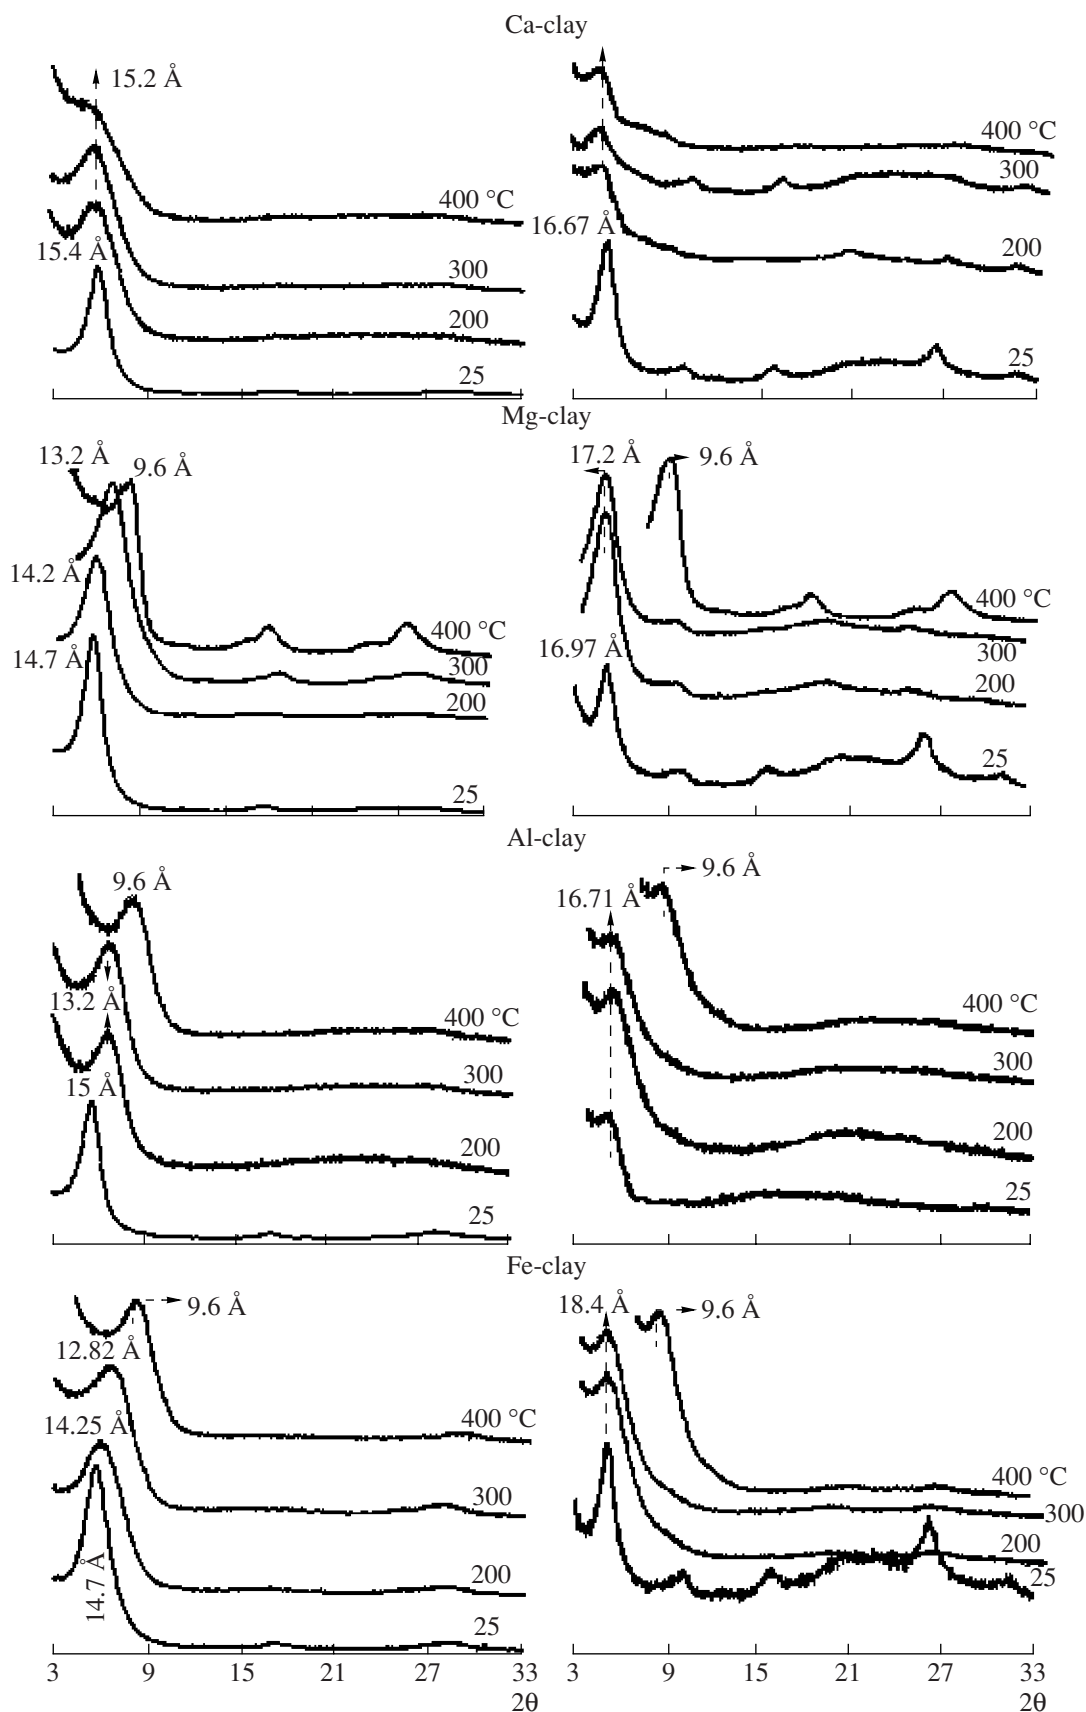 Ca-clay
15.2 Å
400 °C
15.4 Å
300
200
25
400 °C
300
16.67 Å
200
25
Mg-clay
13.2 Å
9.6 Å
14.2 Å
400 °C
14.7 Å
300
200
25
17.2 Å
9.6 Å
400 °C
16.97 Å
300
200
25
Al-clay
9.6 Å
13.2 Å
400 °C
15 Å
300
200
25
9.6 Å
16.71 Å
400 °C
300
200
25
Fe-clay
9.6 Å
12.82 Å
14.25 Å
400 °C
300
14.7 Å
200
25
18.4 Å
9.6 Å
400 °C
300
200
25
3 9 15 21 27 33
2θ
3 9 15 21 27 33
2θ